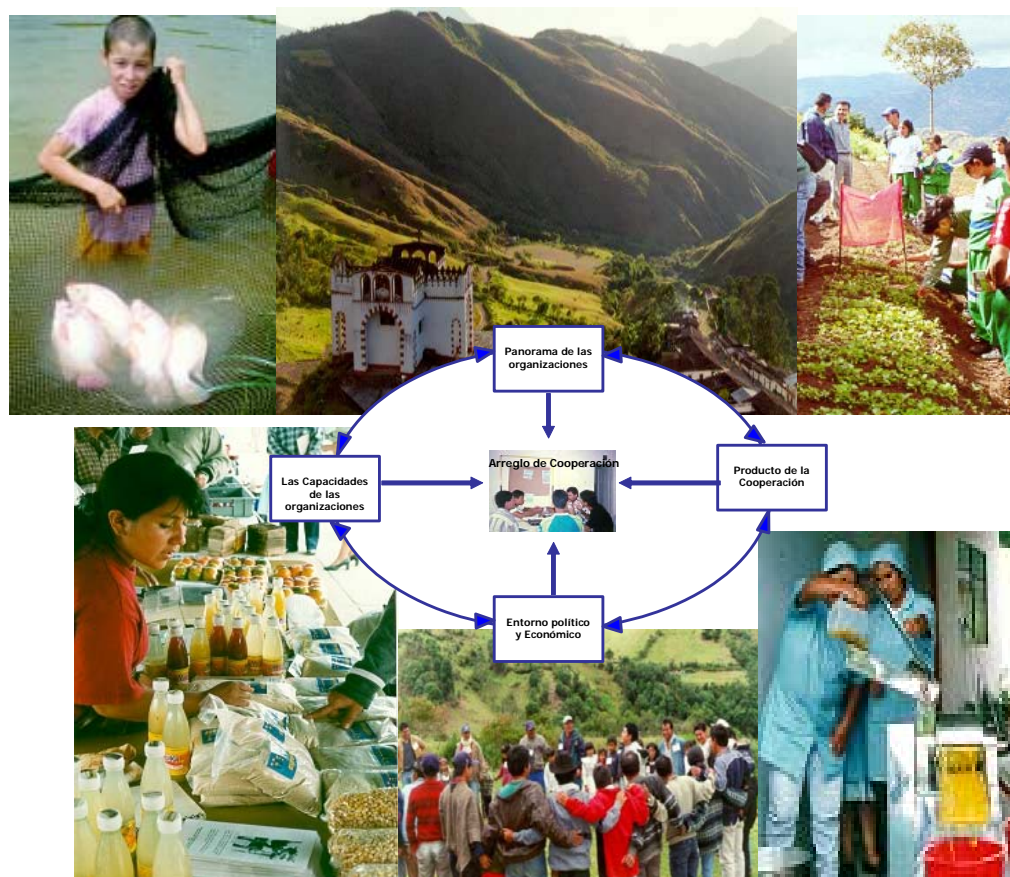 Panorama de las
organizaciones
Arreglo de Cooperación
Las Capacidades
de las
organizaciones
Producto de la
Cooperación
Entorno político
y Económico